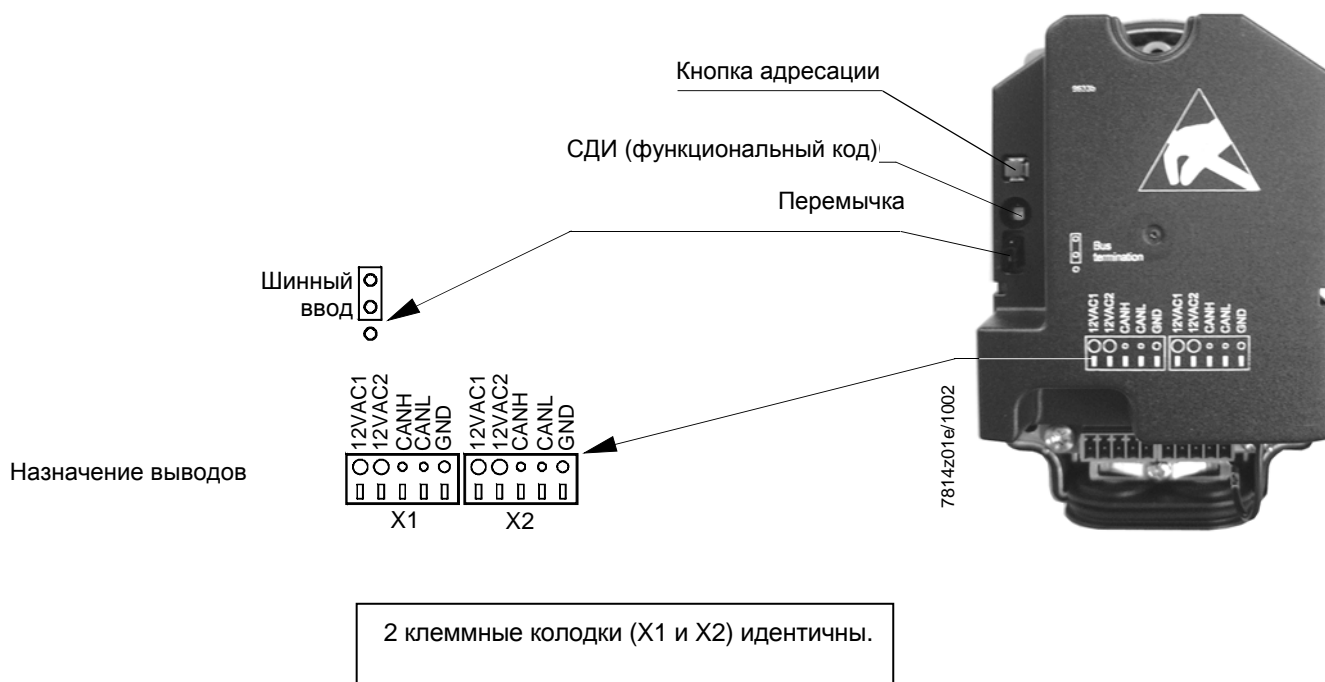 Кнопка адресации
СДИ (функциональный код)
Перемычка
Шинный
ввод
Bus
termination
12VAC1
12VAC2
CANH
CANL
GND
12VAC1
12VAC2
CANH
CANL
GND
12VAC1
12VAC2
CANH
CANL
GND
12VAC1
12VAC2
CANH
CANL
GND
Назначение выводов
X1
X2
7814z01e/1002
2 клеммные колодки (X1 и X2) идентичны.